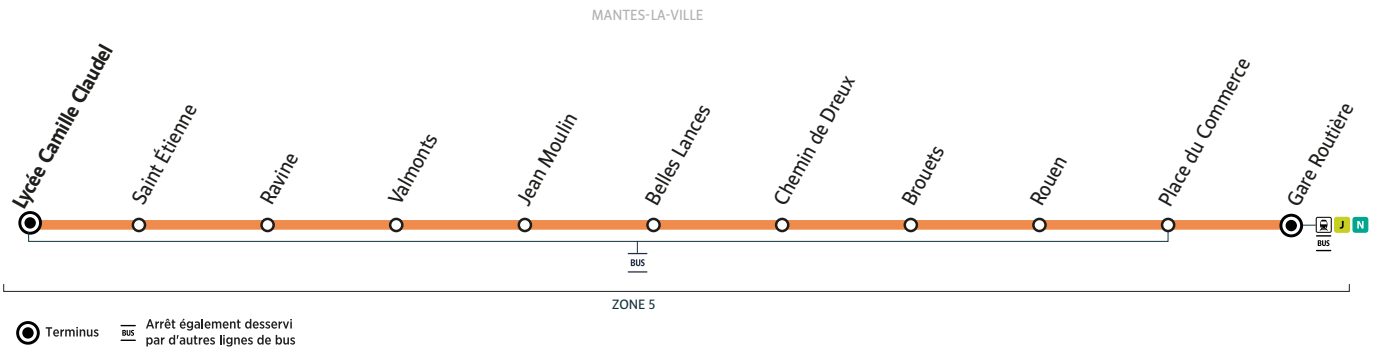 MANTES-LA-VILLE
Lycée Camille Claudel
Saint Étienne
Ravine
Valmonts
Jean Moulin
Belles Lances
Chemin de Dreux
Brouets
Rouen
Place du Commerce
Gare Routière
J N
BUS
BUS
ZONE 5
Terminus
BUS
Arrêt également desservi
par d'autres lignes de bus